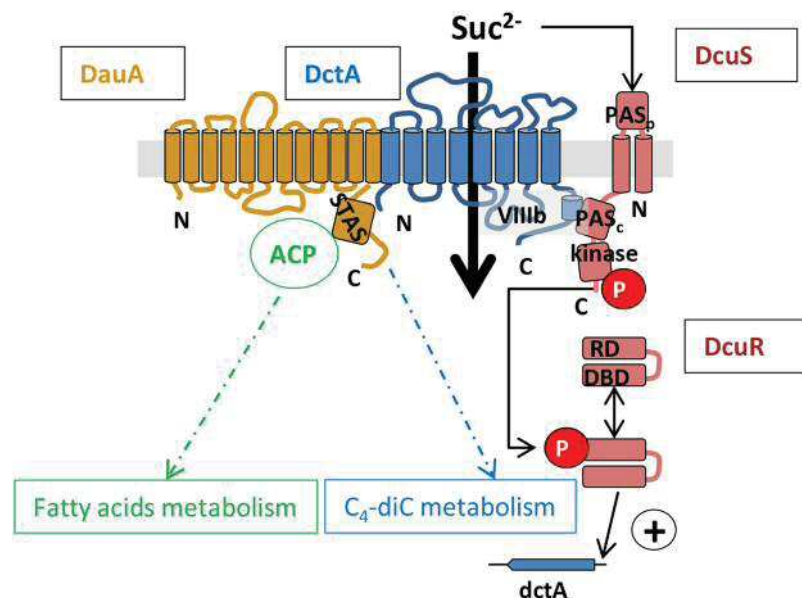 Suc²⁻
DauA
DctA
DcuS
PASp
N
STAS
N
VIIIb
PASc
N
ACP
C
C
kinase
P
C
RD
DcuR
DBD
P
Fatty acids metabolism
C₄-diC metabolism
+
dctA